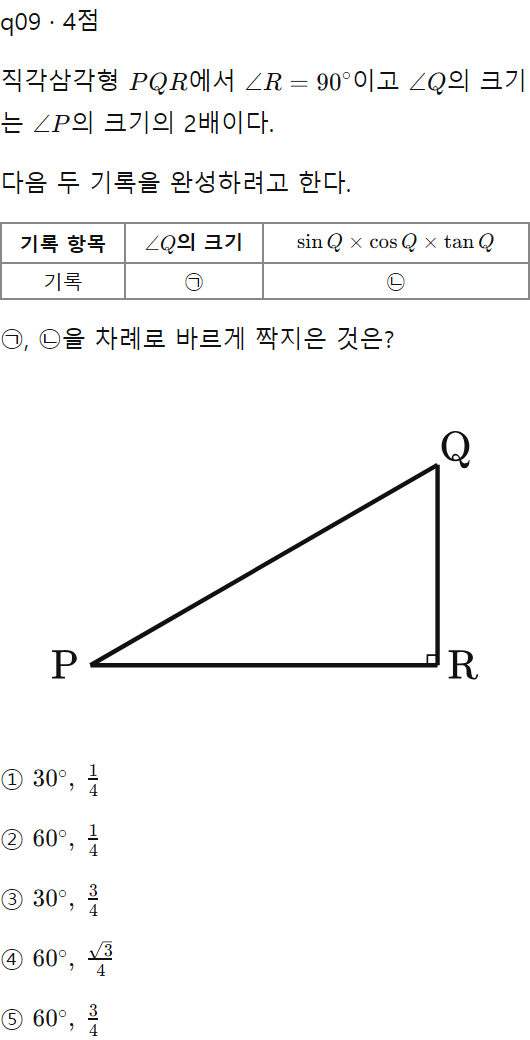 q09 · 4점
직각삼각형 PQR에서 ∠R = 90°이고 ∠Q의 크기
는 ∠P의 크기의 2배이다.
다음 두 기록을 완성하려고 한다.
기록 항목 ∠Q의 크기 sin Q × cos Q × tan Q
기록 ㉠ ㉡
㉠, ㉡을 차례로 바르게 짝지은 것은?
Q
P R
① 30°, 1/4
② 60°, 1/4
③ 30°, 3/4
④ 60°, √3/4
⑤ 60°, 3/4